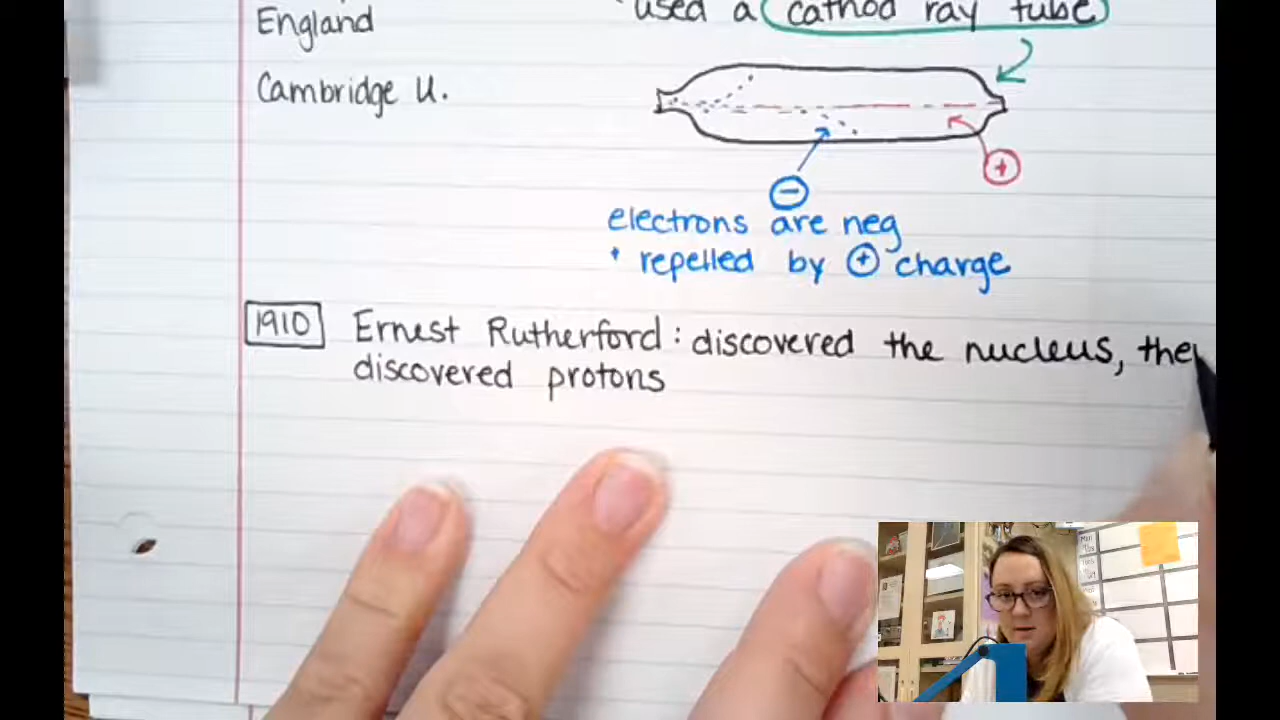 England
used a cathod ray tube
Cambridge U.
+
−
electrons are neg
+ repelled by ⊕ charge
1910 Ernest Rutherford: discovered the nucleus, then
discovered protons